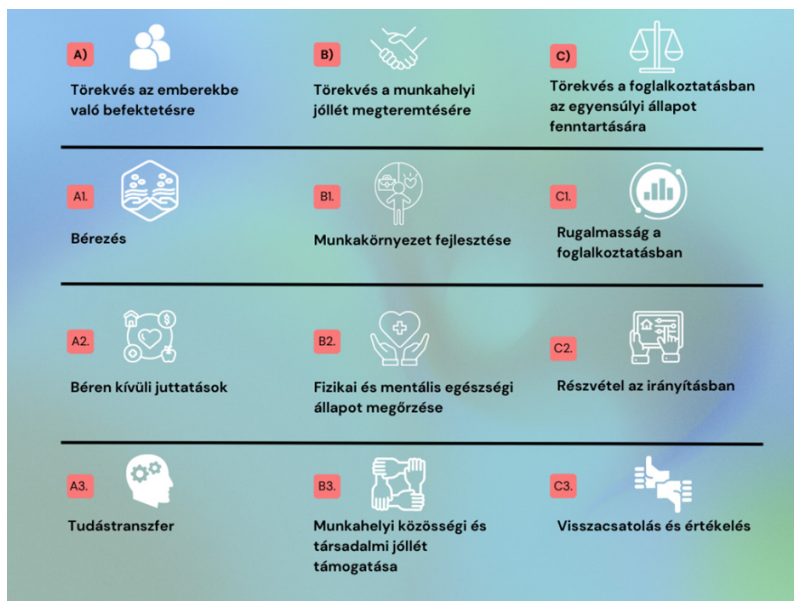 A)
Törekvés az emberekbe
való befektetésre
B)
Törekvés a munkahelyi
jóllét megteremtésére
C)
Törekvés a foglalkoztatásban
az egyensúlyi állapot
fenntartására
A1.
Bérezés
B1.
Munkakörnyezet fejlesztése
C1.
Rugalmasság a
foglalkoztatásban
A2.
Béren kívüli juttatások
B2.
Fizikai és mentális egészségi
állapot megőrzése
C2.
Részvétel az irányításban
A3.
Tudástranszfer
B3.
Munkahelyi közösségi és
társadalmi jóllét
támogatása
C3.
Visszacsatolás és értékelés